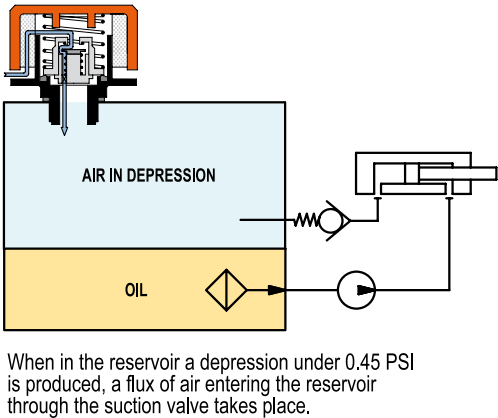 AIR IN DEPRESSION
OIL
When in the reservoir a depression under 0.45 PSI
is produced, a flux of air entering the reservoir
through the suction valve takes place.